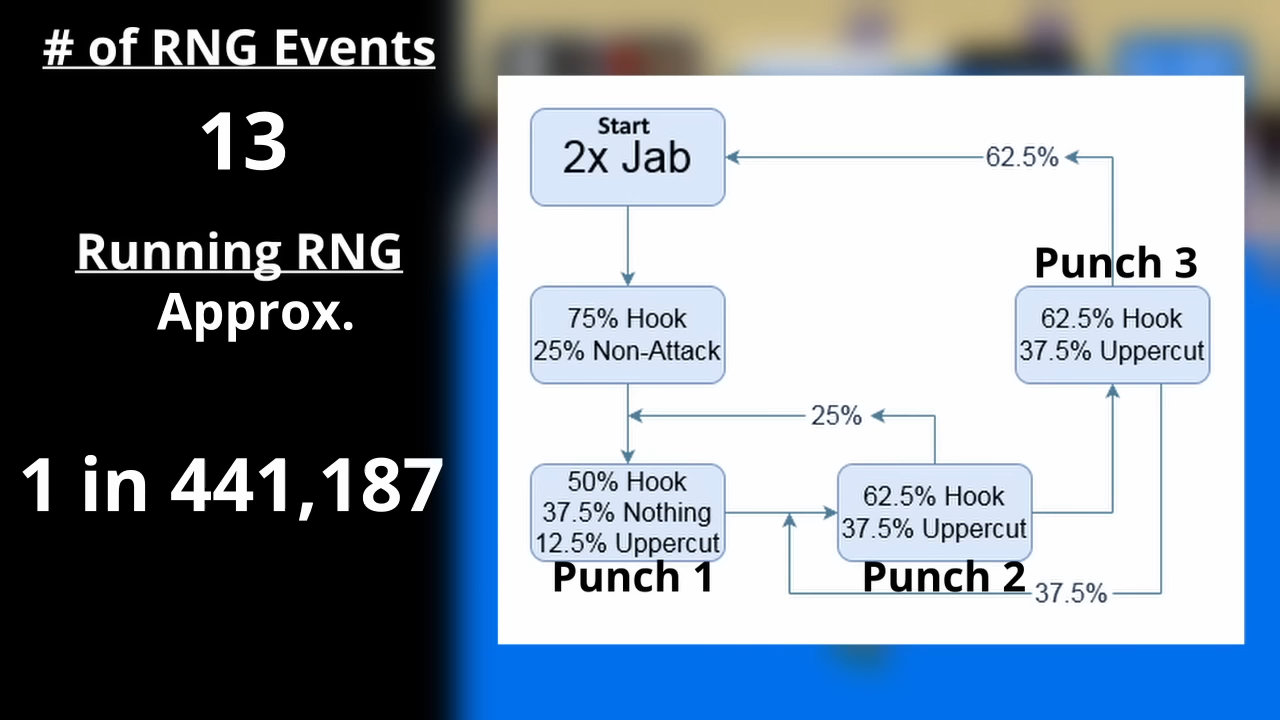 # of RNG Events
13
Running RNG
Approx.
1 in 441,187
Start
2x Jab
62.5%
Punch 3
75% Hook
25% Non-Attack
62.5% Hook
37.5% Uppercut
25%
50% Hook
37.5% Nothing
12.5% Uppercut
Punch 1
62.5% Hook
37.5% Uppercut
Punch 2
37.5%